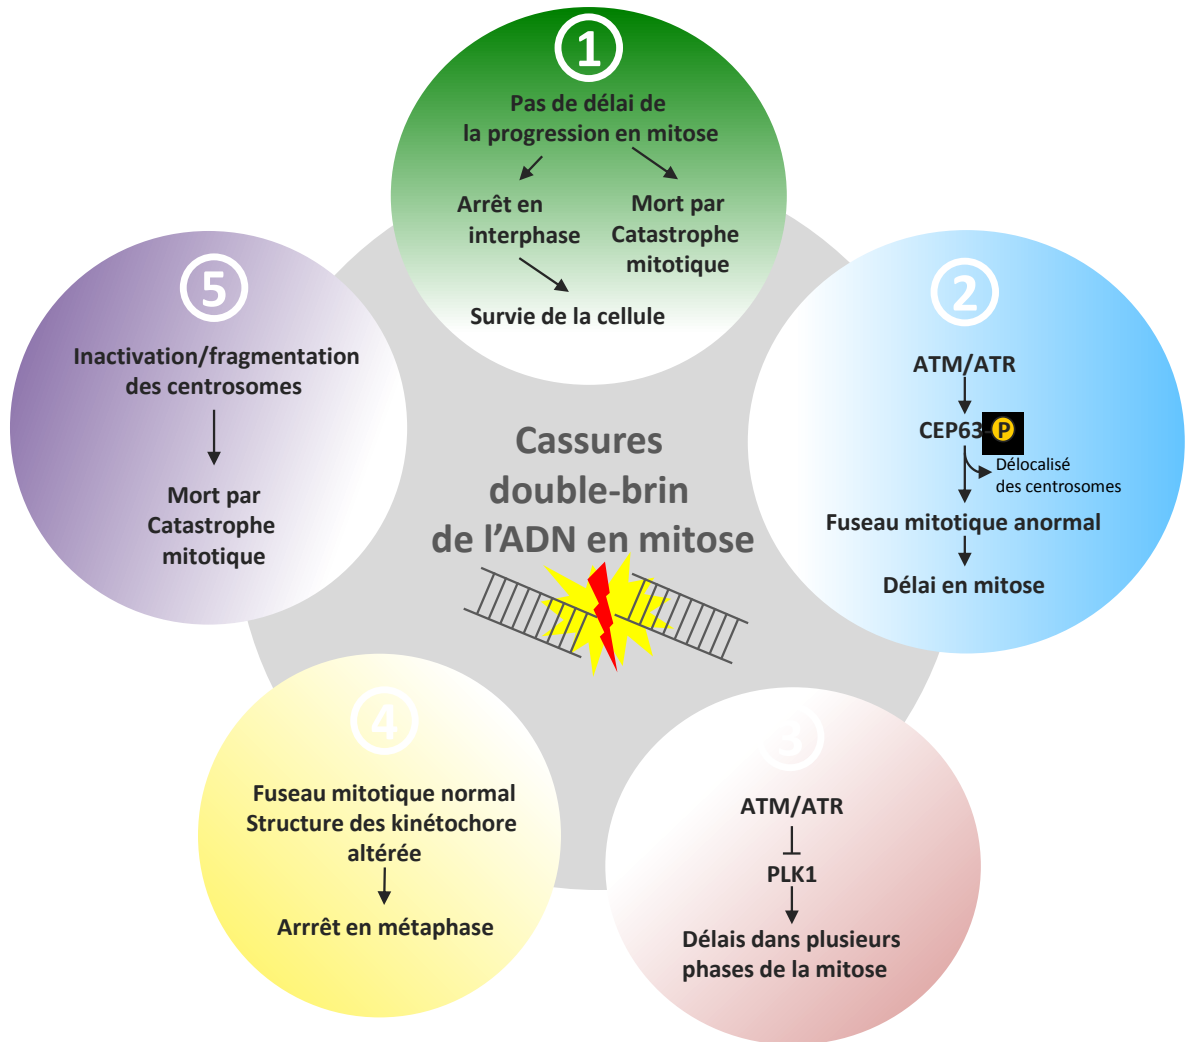 1
Pas de délai de
la progression en mitose
Arrêt en
interphase
Mort par
Catastrophe
mitotique
Survie de la cellule
2
ATM/ATR
CEP63-P
Délocalisé
des centrosomes
Fuseau mitotique anormal
Délai en mitose
3
ATM/ATR
PLK1
Délais dans plusieurs
phases de la mitose
4
Fuseau mitotique normal
Structure des kinétochore
altérée
Arrrêt en métaphase
5
Inactivation/fragmentation
des centrosomes
Mort par
Catastrophe
mitotique
Cassures
double-brin
de l'ADN en mitose